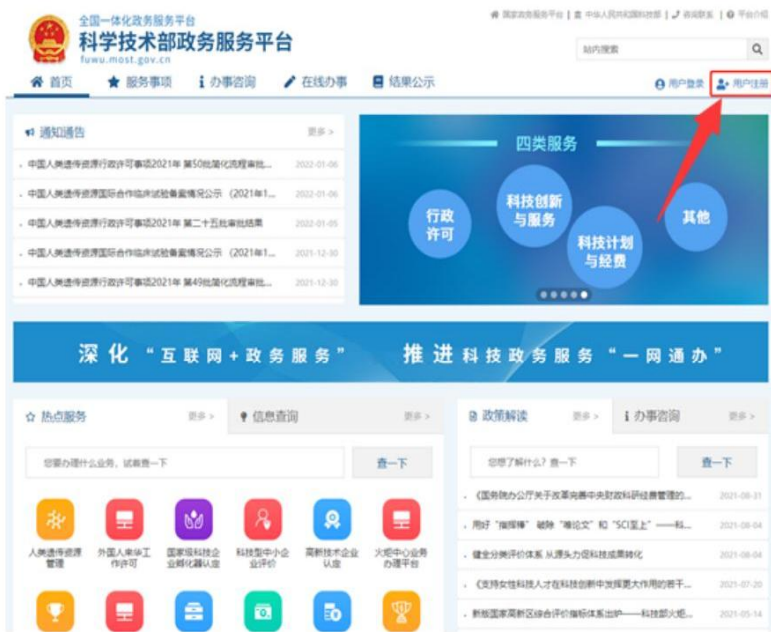 国家政务服务平台 | 中华人民共和国科技部 | 咨询联系 | 平台介绍
全国一体化政务服务平台
科学技术部政务服务平台
fuwu.most.gov.cn
站内搜索
首页 服务事项 办事咨询 在线办事 结果公示 用户登录 用户注册
通知通告 更多 >
中国人类遗传资源行政许可事项2021年 第50批简化流程审批... 2022-01-06
中国人类遗传资源国际合作临床试验备案情况公示 (2021年1... 2022-01-06
中国人类遗传资源行政许可事项2021年 第二十五批审批结果 2022-01-05
中国人类遗传资源国际合作临床试验备案情况公示 (2021年1... 2021-12-30
中国人类遗传资源行政许可事项2021年 第49批简化流程审批... 2021-12-30
四类服务
行政
许可
科技创新
与服务
科技计划
与经费
其他
深化 “互联网+政务服务” 推进科技政务服务 “一网通办”
热点服务 更多 >
信息查询 更多 >
您要办理什么业务, 试着查一下 查一下
人类遗传资源
管理
外国人来华工
作许可
国家级科技企
业孵化器认定
科技型中小企
业评价
高新技术企业
认定
火炬中心业务
办理平台
政策解读 更多 >
办事咨询 更多 >
您想了解什么? 查一下 查一下
《国务院办公厅关于改革完善中央财政科研经费管理的... 2021-08-31
用好 “指挥棒” 破除 “唯论文” 和 “SCI至上” ——科... 2021-08-04
健全分类评价体系 从源头力促科技成果转化 2021-08-04
《支持女性科技人才在科技创新中发挥更大作用的若干... 2021-07-20
新版国家高新区综合评价指标体系出炉——科技部火炬... 2021-05-14